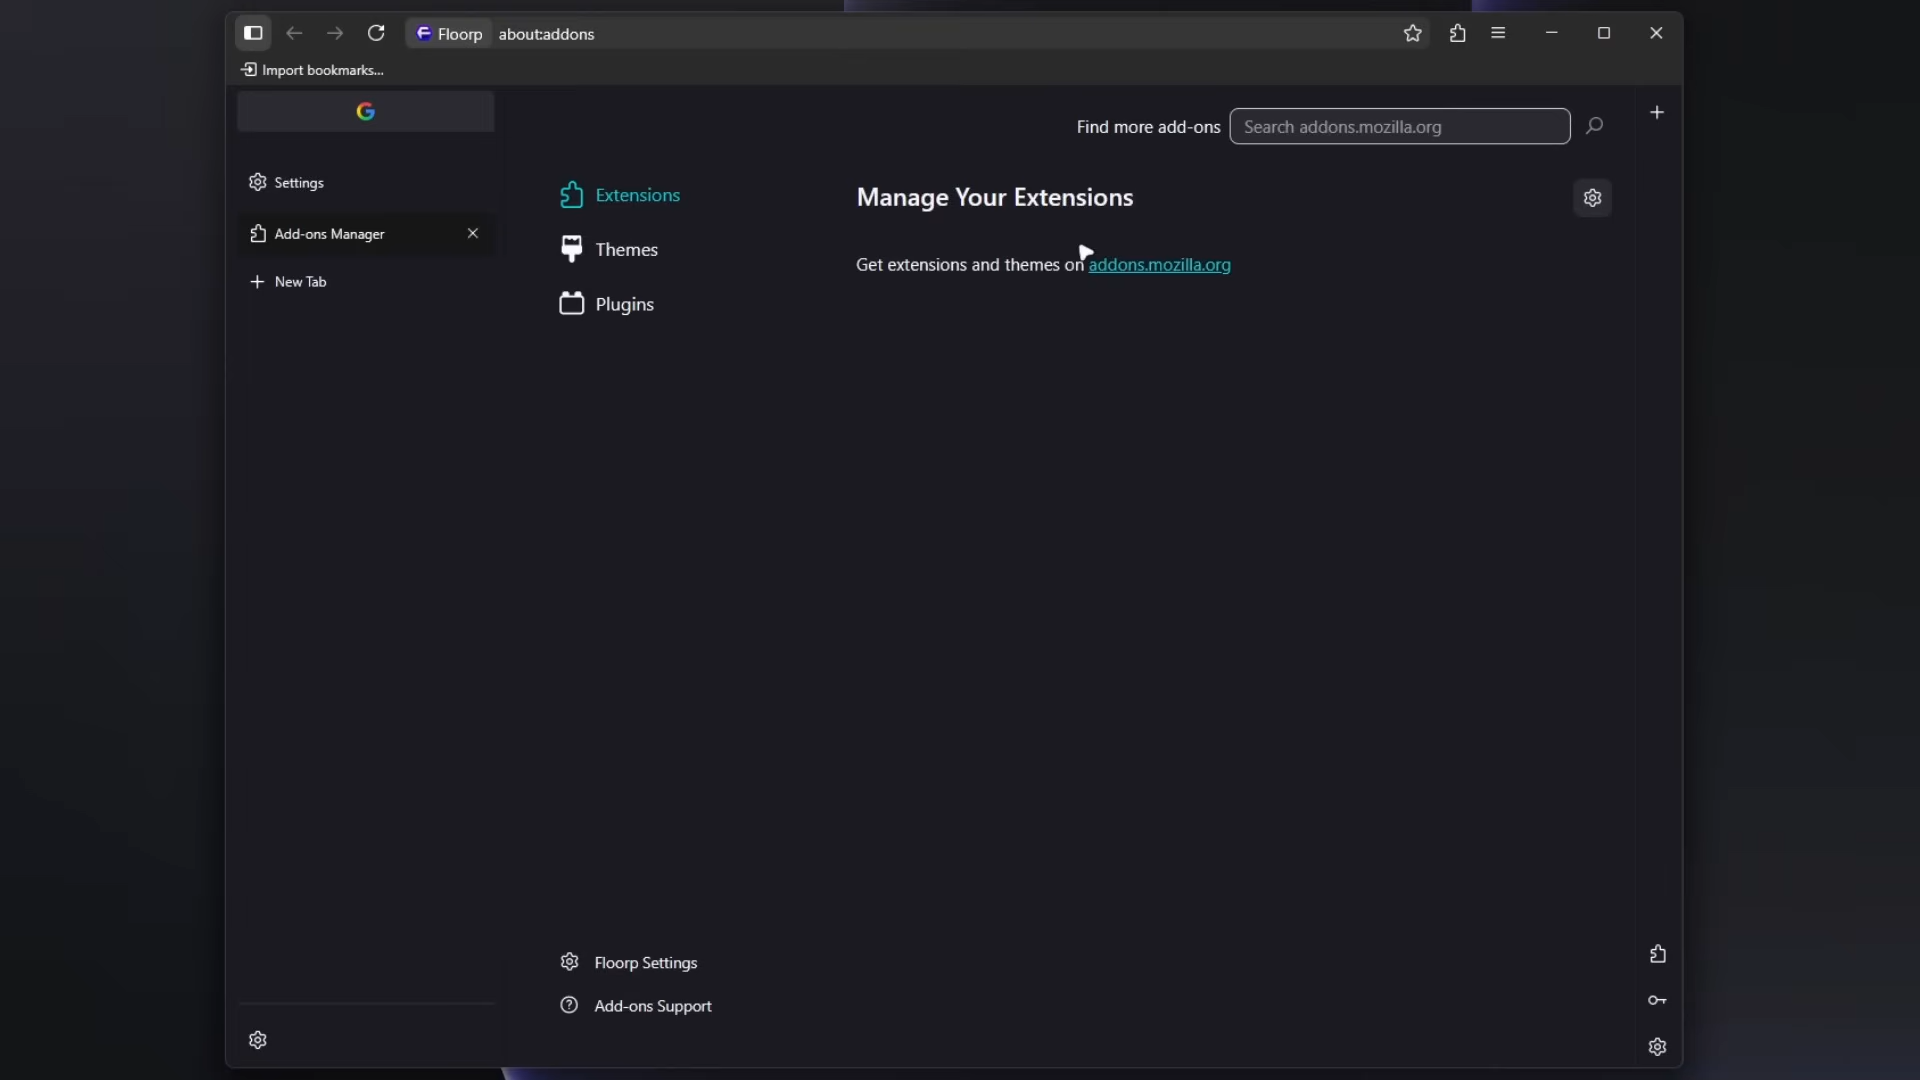 Floorp about:addons
Import bookmarks...
Find more add-ons Search addons.mozilla.org
Settings
Add-ons Manager
New Tab
Extensions
Themes
Plugins
Manage Your Extensions
Get extensions and themes on addons.mozilla.org
Floorp Settings
Add-ons Support